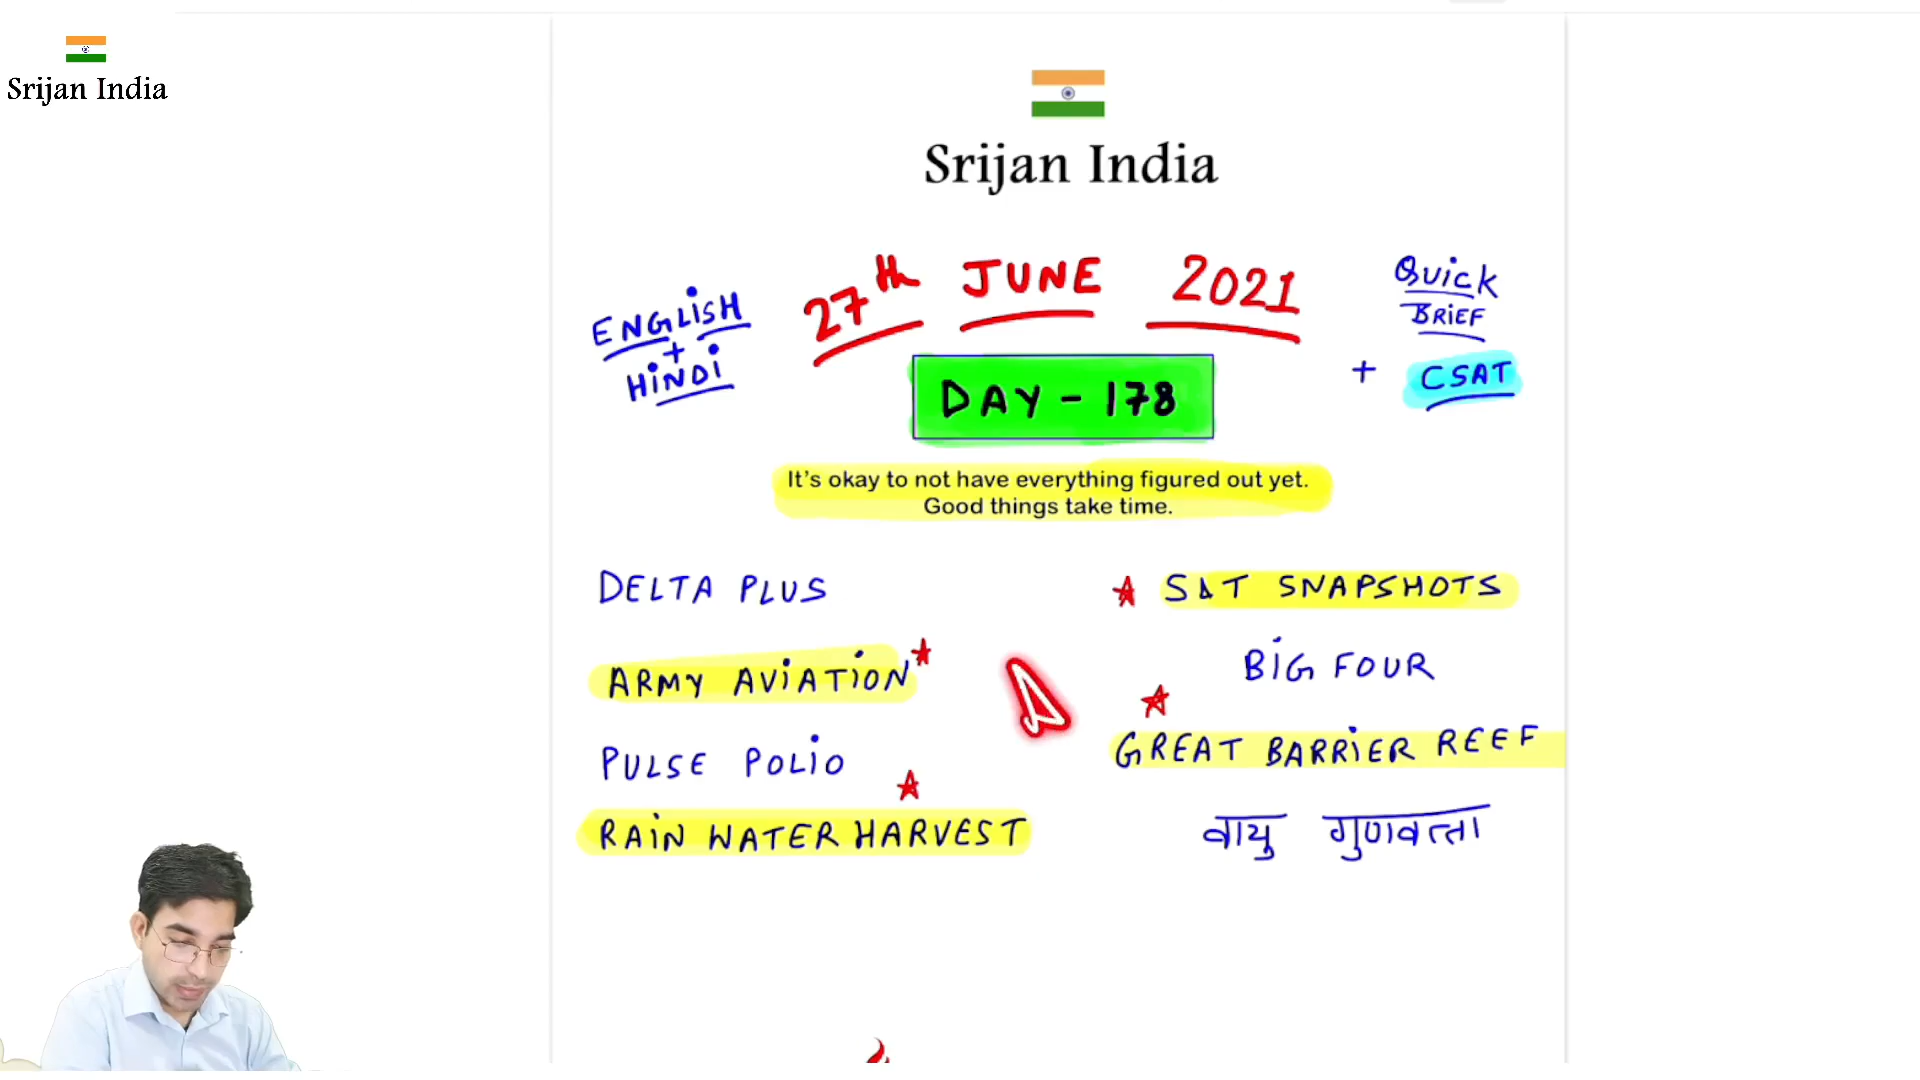 Srijan India
Srijan India
27th JUNE 2021
ENGLISH
+
HINDI
QUICK
BRIEF
+ CSAT
DAY - 178
It's okay to not have everything figured out yet.
Good things take time.
DELTA PLUS
ARMY AVIATION
PULSE POLIO
RAIN WATER HARVEST
S&T SNAPSHOTS
BIG FOUR
GREAT BARRIER REEF
वायु गुणवत्ता